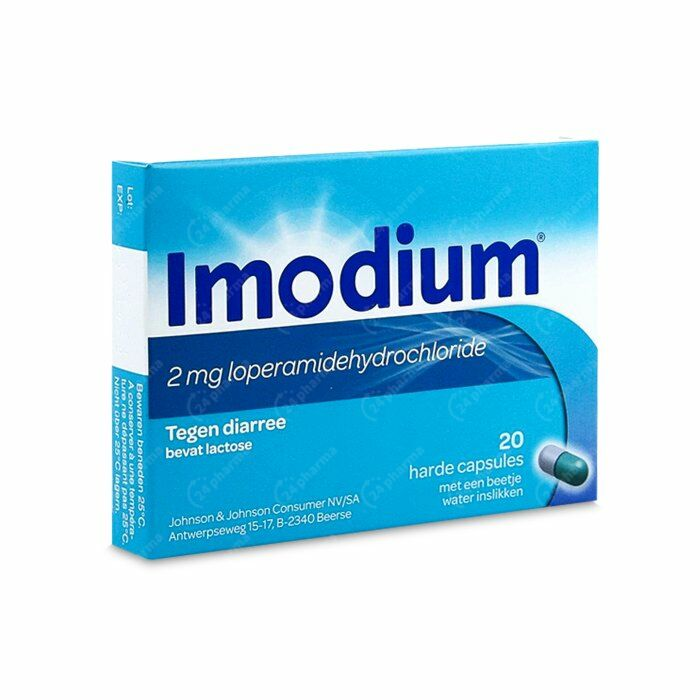 Lot:
EXP:
Imodium®
2 mg loperamidehydrochloride
Tegen diarree
bevat lactose
20
harde capsules
met een beetje
water inslikken
Johnson & Johnson Consumer NV/SA
Antwerpseweg 15-17, B-2340 Beerse
Bewaren beneden 25°C.
A conserver à une tempéra-
ture ne dépassant pas 25°C.
Nicht über 25°C lagern.
24 pharma